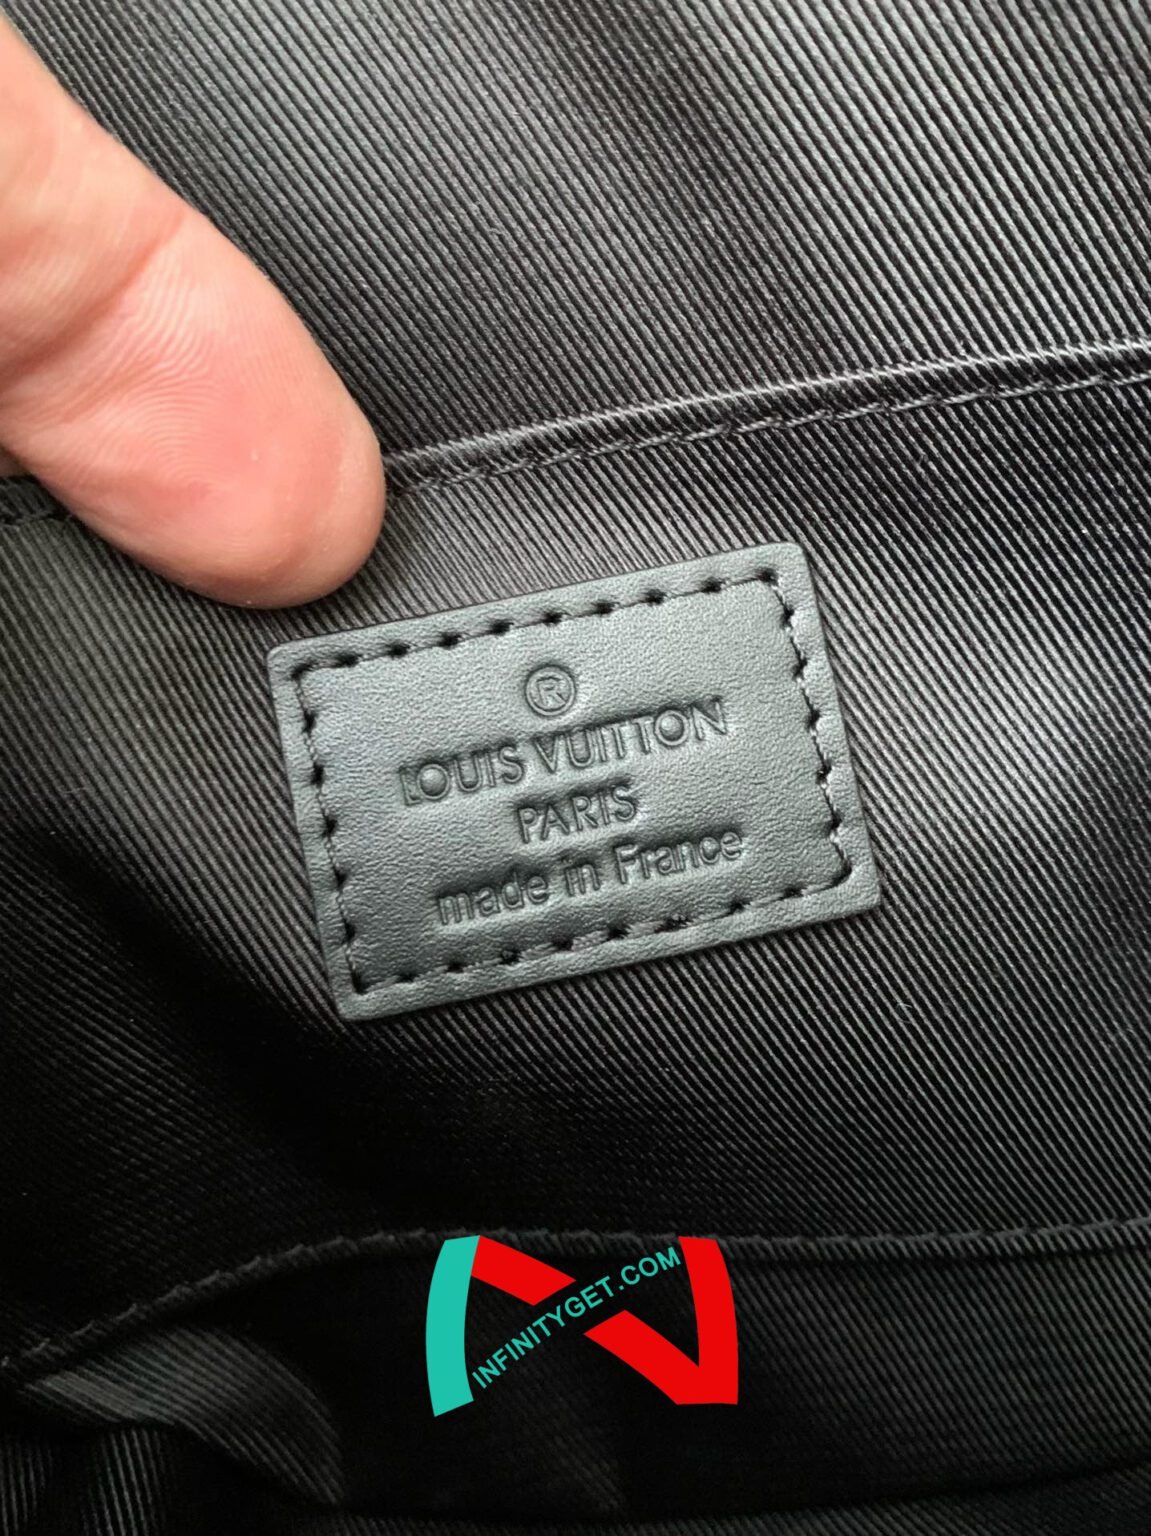 ®
LOUIS VUITTON
PARIS
made in France
INFINITYGET.COM